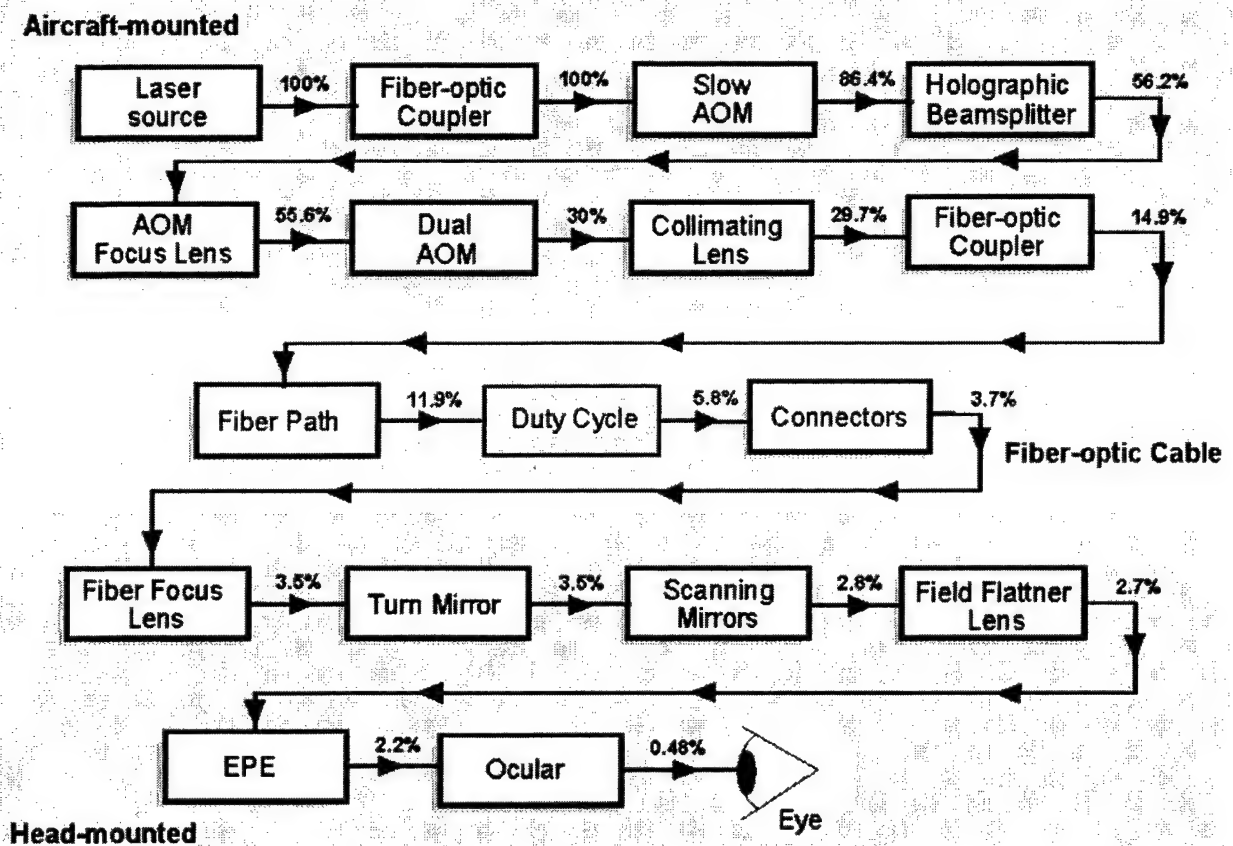 Aircraft-mounted
Laser
source
100%
Fiber-optic
Coupler
100%
Slow
AOM
86.4%
Holographic
Beamsplitter
56.2%
AOM
Focus Lens
55.6%
Dual
AOM
30%
Collimating
Lens
29.7%
Fiber-optic
Coupler
14.9%
Fiber Path
11.9%
Duty Cycle
5.8%
Connectors
3.7%
Fiber-optic Cable
Fiber Focus
Lens
3.5%
Turn Mirror
3.5%
Scanning
Mirrors
2.8%
Field Flattner
Lens
2.7%
EPE
2.2%
Ocular
0.48%
Eye
Head-mounted